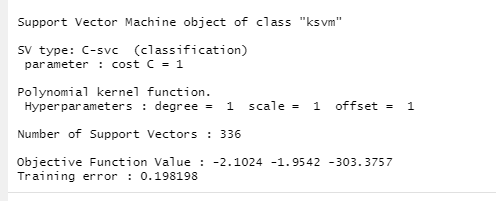 Support Vector Machine object of class "ksvm"
SV type: C-svc  (classification)
 parameter : cost C = 1
Polynomial kernel function.
 Hyperparameters : degree =  1  scale =  1  offset =  1
Number of Support Vectors : 336
Objective Function Value : -2.1024 -1.9542 -303.3757
Training error : 0.198198